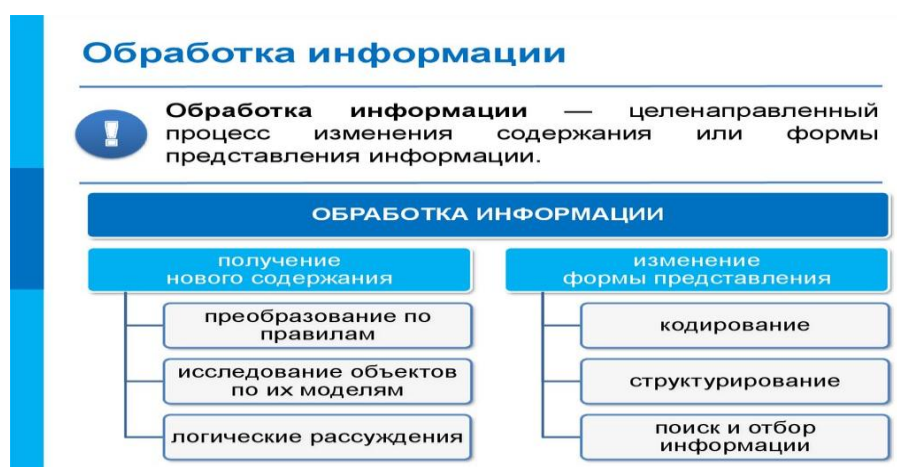 Обработка информации
!
Обработка информации — целенаправленный
процесс изменения содержания или формы
представления информации.
ОБРАБОТКА ИНФОРМАЦИИ
получение
нового содержания
преобразование по
правилам
исследование объектов
по их моделям
логические рассуждения
изменение
формы представления
кодирование
структурирование
поиск и отбор
информации